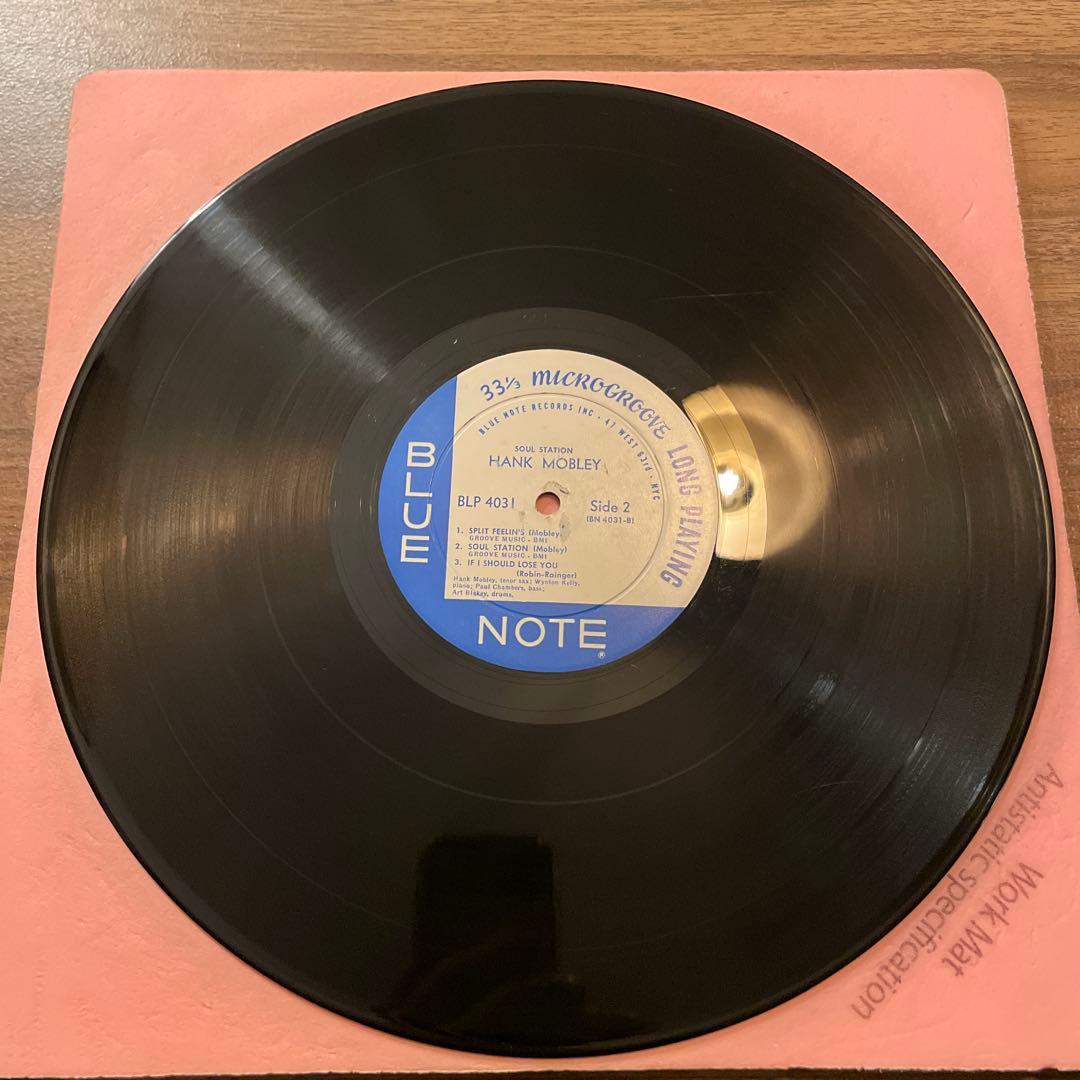 33⅓ MICROGROOVE LONG PLAYING
BLUE NOTE RECORDS INC · 47 WEST 63rd · NYC
SOUL STATION
HANK MOBLEY
BLP 4031
Side 2
(BN 4031-B)
1. SPLIT FEELIN'S (Mobley)
GROOVE MUSIC - BMI
2. SOUL STATION (Mobley)
GROOVE MUSIC - BMI
3. IF I SHOULD LOSE YOU
(Robin-Rainger)
Hank Mobley, tenor sax; Wynton Kelly,
piano; Paul Chambers, bass;
Art Blakey, drums.
BLUE
NOTE
®
Antistatic specification
Work Mat